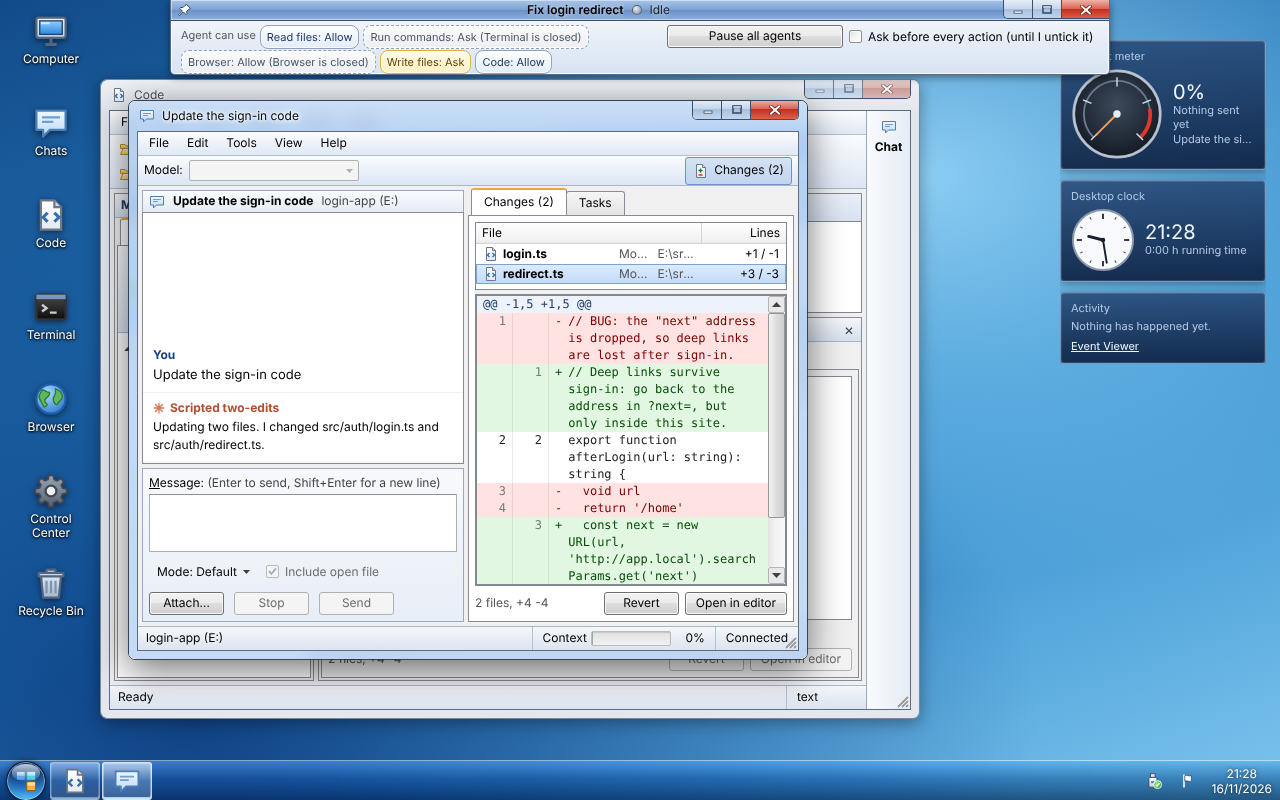 Computer
Chats
Code
Terminal
Browser
Control
Center
Recycle Bin
Fix login redirect
Idle
Agent can use
Read files: Allow
Run commands: Ask (Terminal is closed)
Browser: Allow (Browser is closed)
Write files: Ask
Code: Allow
Pause all agents
Ask before every action (until I untick it)
Code
Update the sign-in code
File
Edit
Tools
View
Help
Model:
Changes (2)
Update the sign-in code
login-app (E:)
You
Update the sign-in code
Scripted two-edits
Updating two files. I changed src/auth/login.ts and
src/auth/redirect.ts.
Message: (Enter to send, Shift+Enter for a new line)
Mode: Default
Include open file
Attach...
Stop
Send
Changes (2)
Tasks
File
Lines
login.ts Mo... E:\sr... +1 / -1
redirect.ts Mo... E:\sr... +3 / -3
@@ -1,5 +1,5 @@
1 - // BUG: the "next" address
is dropped, so deep links
are lost after sign-in.
1 + // Deep links survive
sign-in: go back to the
address in ?next=, but
only inside this site.
2 2 export function
afterLogin(url: string):
string {
3 - void url
4 - return '/home'
3 + const next = new
URL(url,
'http://app.local').search
Params.get('next')
2 files, +4 -4
Revert
Open in editor
login-app (E:)
Context
0%
Connected
Ready
text
Chat
meter
0%
Nothing sent
yet
Update the si...
Desktop clock
21:28
0:00 h running time
Activity
Nothing has happened yet.
Event Viewer
21:28
16/11/2026